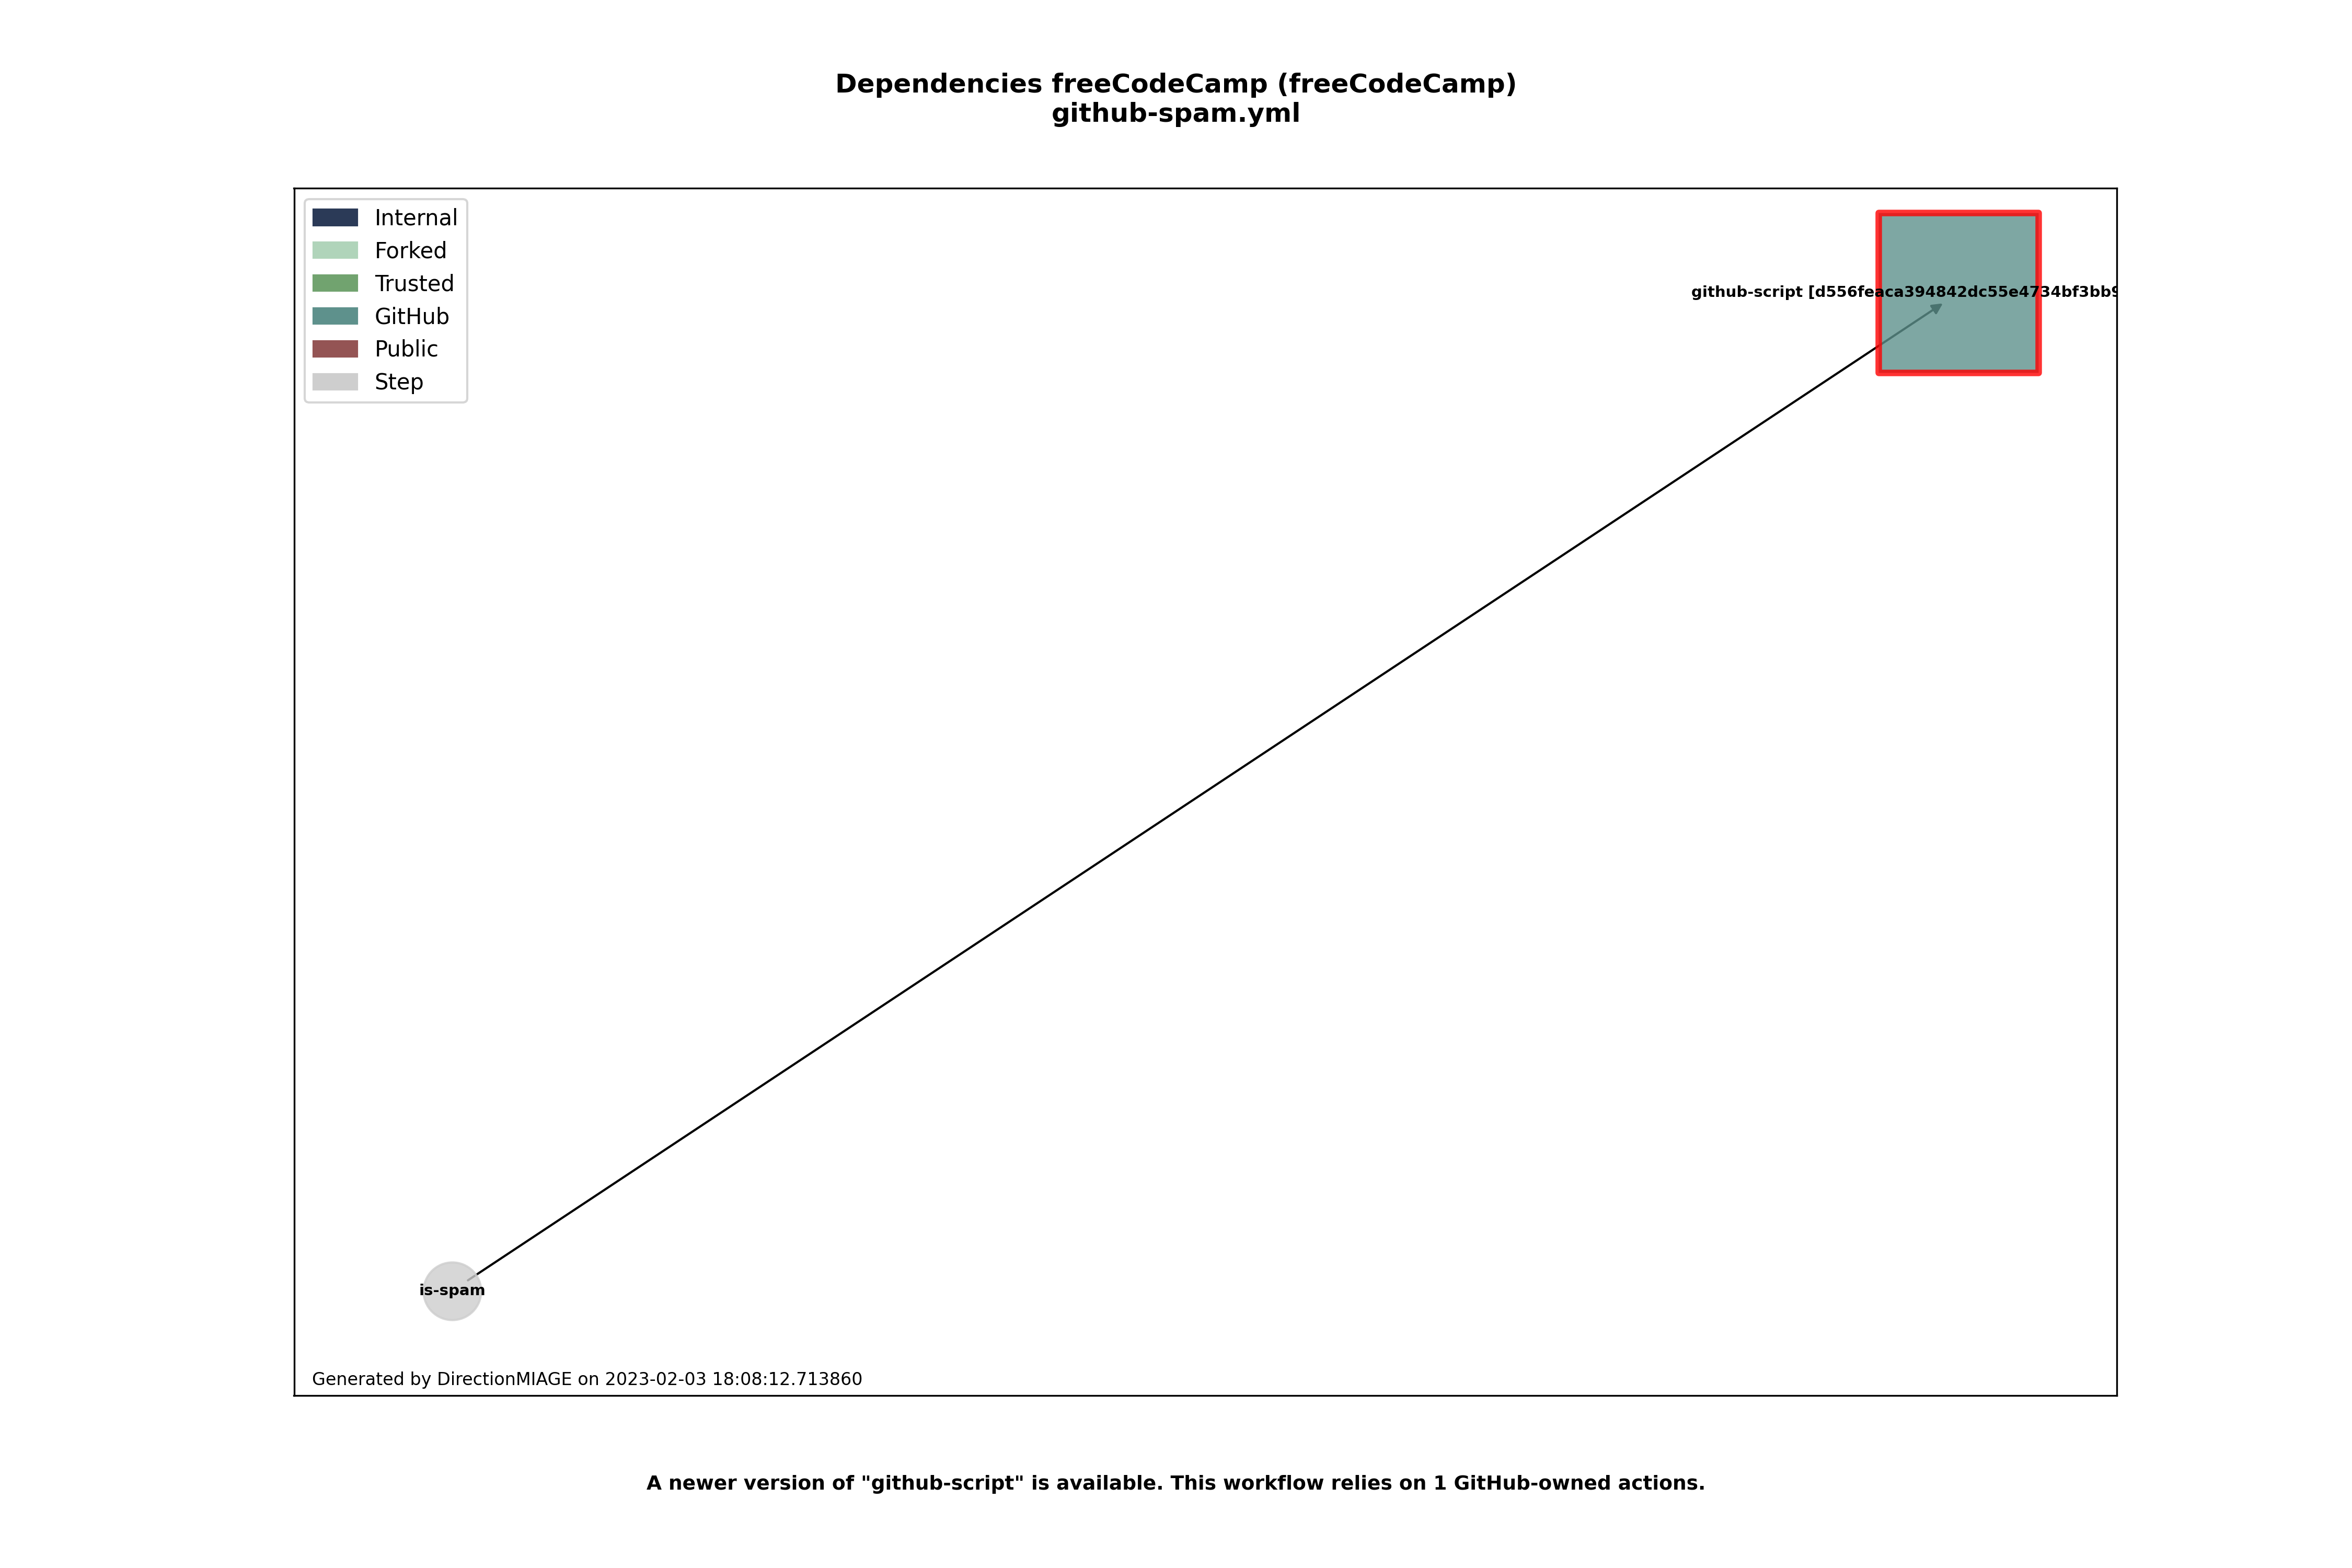 Dependencies freeCodeCamp (freeCodeCamp)
github-spam.yml
Internal
Forked
Trusted
GitHub
Public
Step
github-script [d556feaca394842dc55e4734bf3bb9
is-spam
Generated by DirectionMIAGE on 2023-02-03 18:08:12.713860
A newer version of "github-script" is available. This workflow relies on 1 GitHub-owned actions.